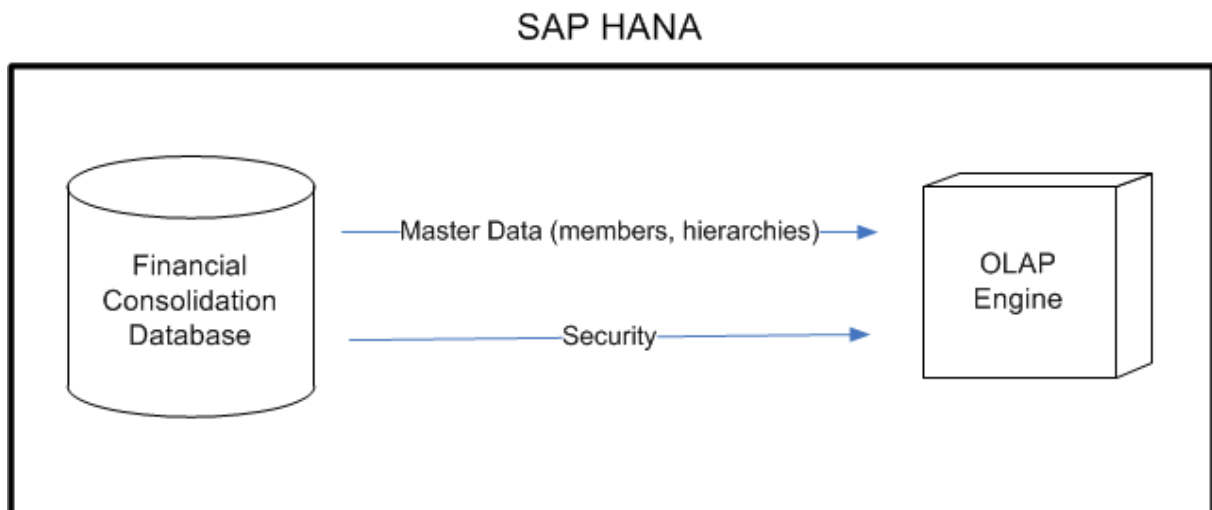 SAP HANA
Financial
Consolidation
Database
Master Data (members, hierarchies)
Security
OLAP
Engine